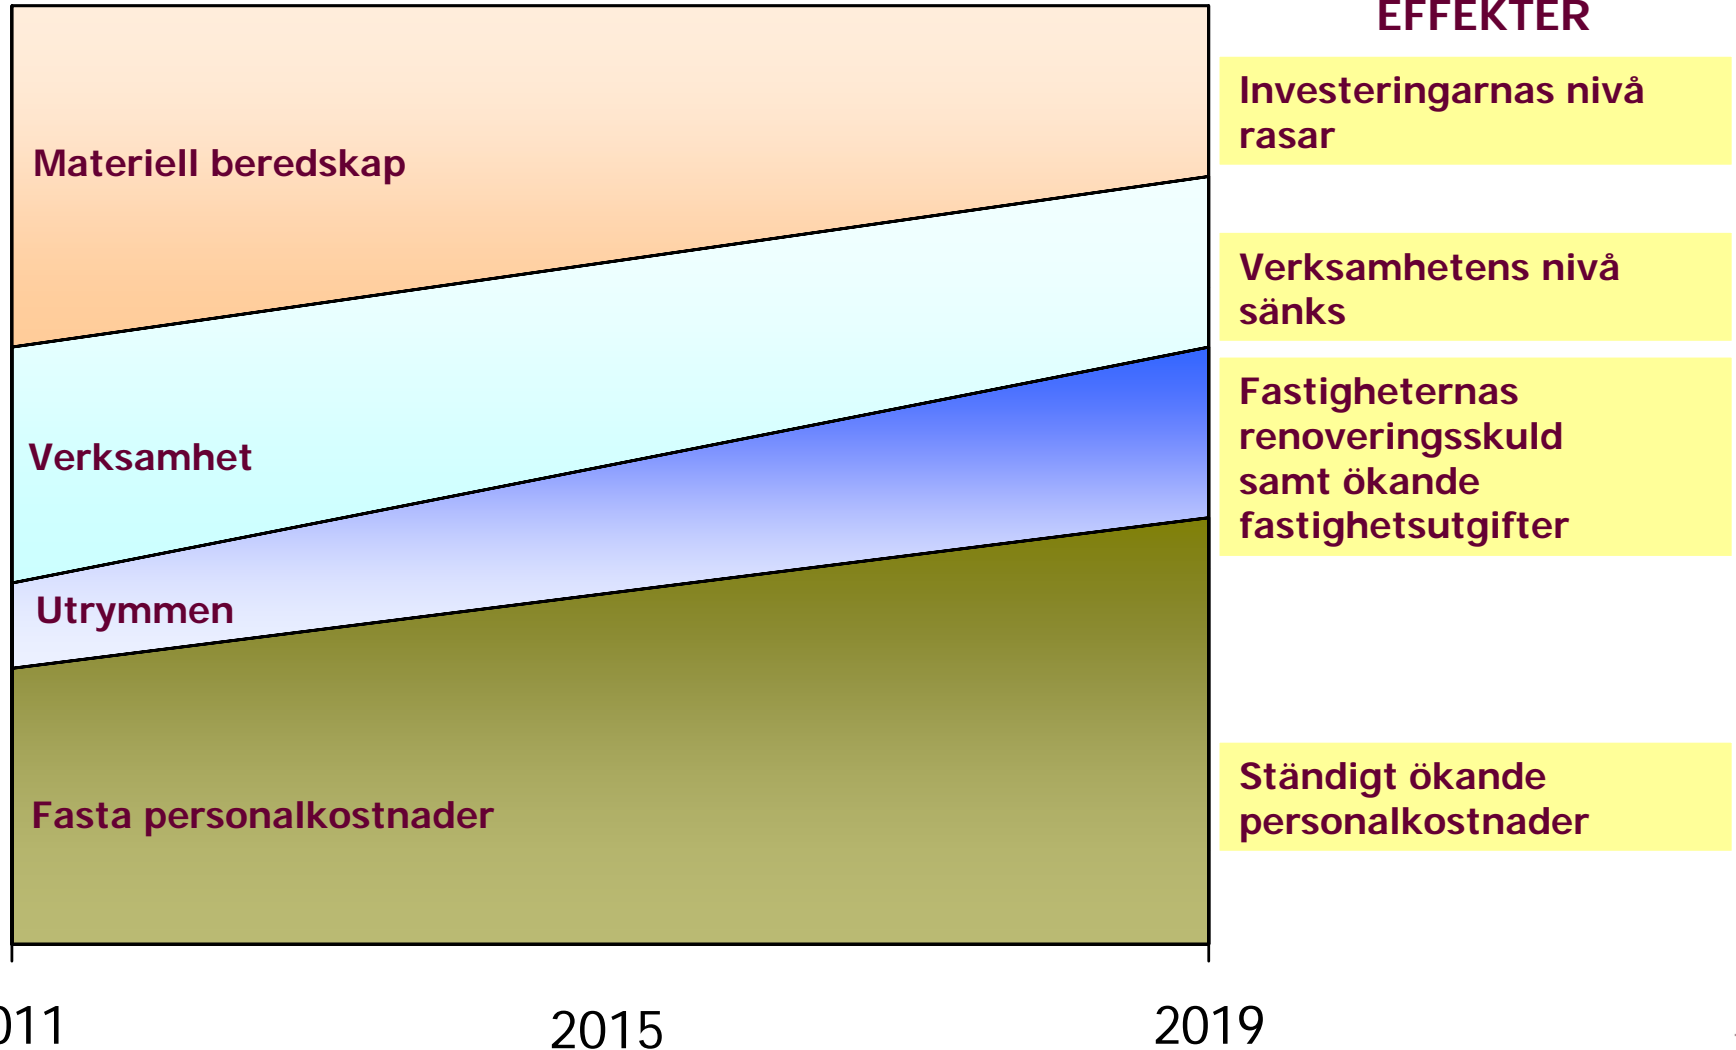 EFFEKTER
Investeringarnas nivå
rasar
Materiell beredskap
Verksamhetens nivå
sänks
Fastigheternas
renoveringsskuld
samt ökande
fastighetsutgifter
Verksamhet
Utrymmen
Ständigt ökande
personalkostnader
Fasta personalkostnader
2011
2015
2019